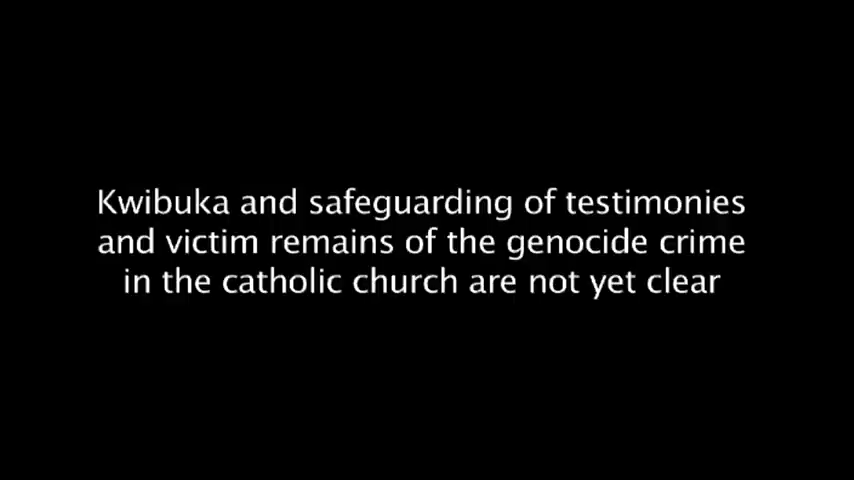 Kwibuka and safeguarding of testimonies
and victim remains of the genocide crime
in the catholic church are not yet clear